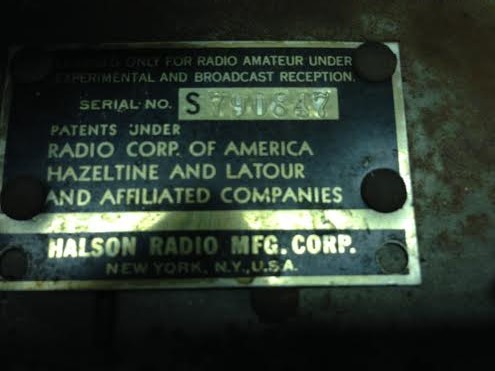 ONLY FOR RADIO AMATEUR UNDER
EXPERIMENTAL AND BROADCAST RECEPTION.
SERIAL NO. S 791647
PATENTS UNDER
RADIO CORP. OF AMERICA
HAZELTINE AND LATOUR
AND AFFILIATED COMPANIES
HALSON RADIO MFG. CORP.
NEW YORK, N.Y., U.S.A.